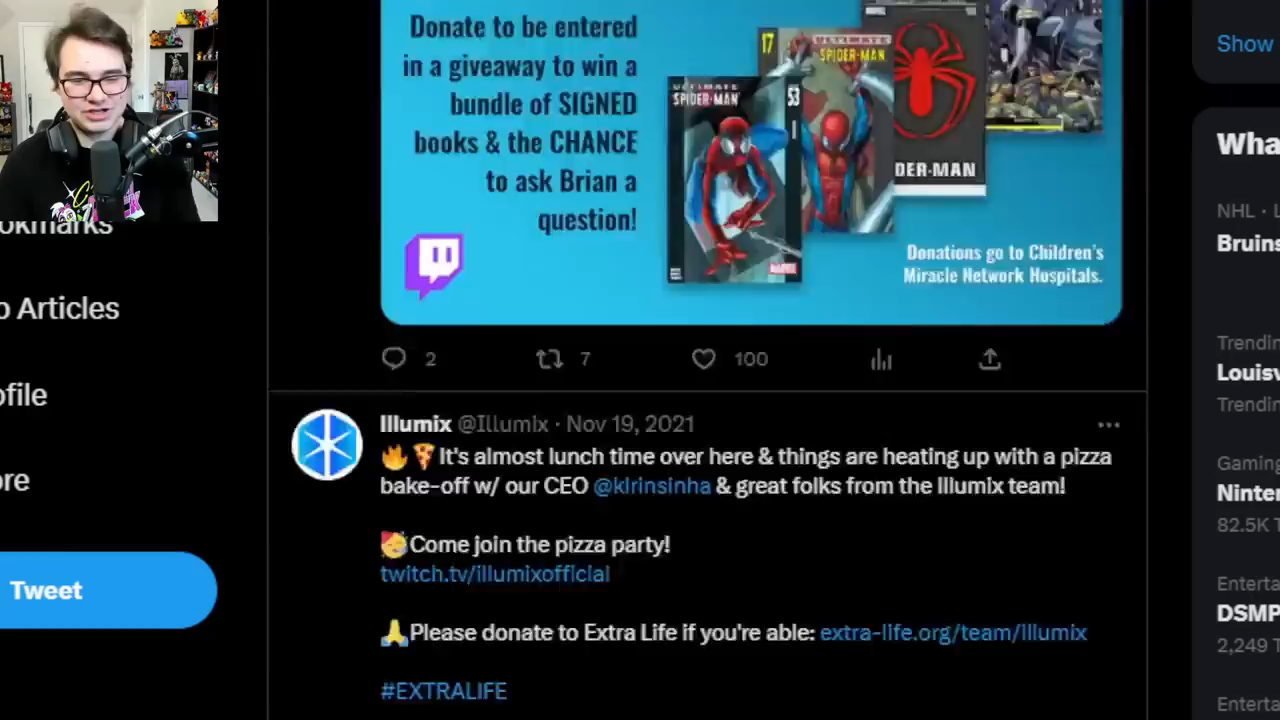 Donate to be entered
in a giveaway to win a
bundle of SIGNED
books & the CHANCE
to ask Brian a
question!
ULTIMATE
SPIDER-MAN
53
MARVEL
17
ULTIMATE
SPIDER-MAN
DER-MAN
Donations go to Children's
Miracle Network Hospitals.
2
7
100
Illumix @Illumix · Nov 19, 2021
🔥🍕It's almost lunch time over here & things are heating up with a pizza
bake-off w/ our CEO @kirinsinha & great folks from the Illumix team!
🥳Come join the pizza party!
twitch.tv/illumixofficial
🙏Please donate to Extra Life if you're able: extra-life.org/team/Illumix
#EXTRALIFE
okmarks
o Articles
ofile
ore
Tweet
Show
Wha
NHL ·
Bruins
Trendin
Louisv
Trendin
Gaming
Ninter
82.5K T
Enterta
DSMP
2,249 T
Enterta